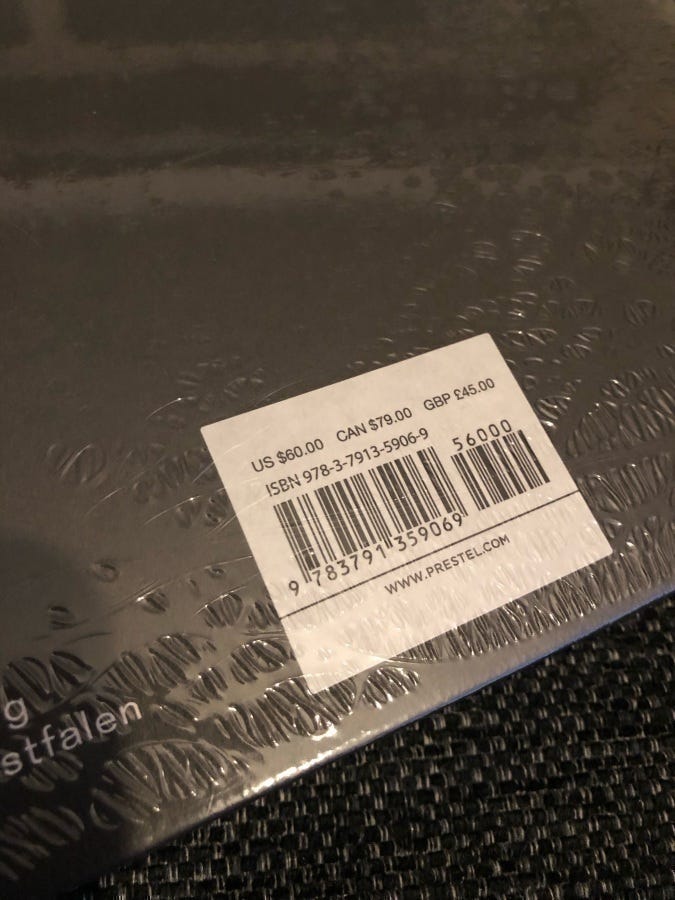 US $60.00 CAN $79.00 GBP £45.00
ISBN 978-3-7913-5906-9
56000
9 783791 359069
WWW.PRESTEL.COM
g
stfalen